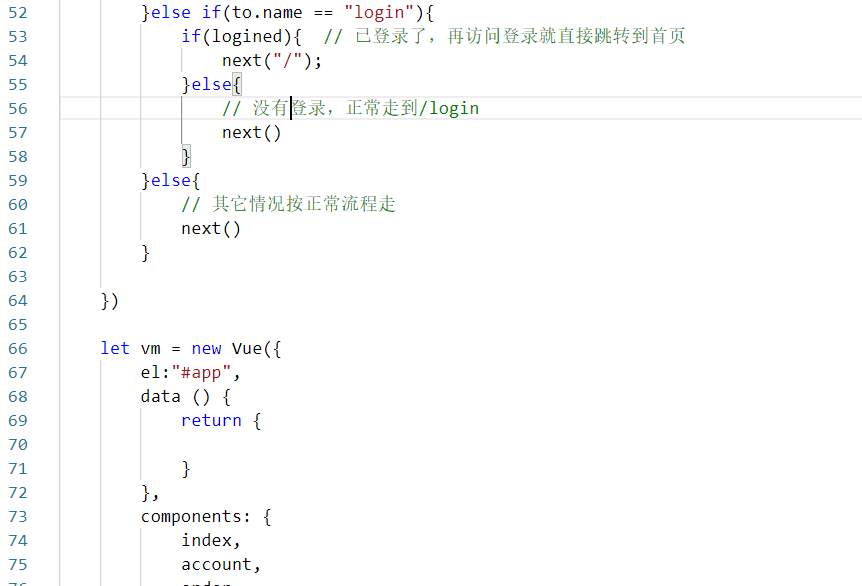 52 }else if(to.name == "login"){
53 if(logined){ // 已登录了，再访问登录就直接跳转到首页
54 next("/");
55 }else{
56 // 没有登录，正常走到/login
57 next()
58 }
59 }else{
60 // 其它情况按正常流程走
61 next()
62 }
63
64 })
65
66 let vm = new Vue({
67 el:"#app",
68 data () {
69 return {
70
71 }
72 },
73 components: {
74 index,
75 account,